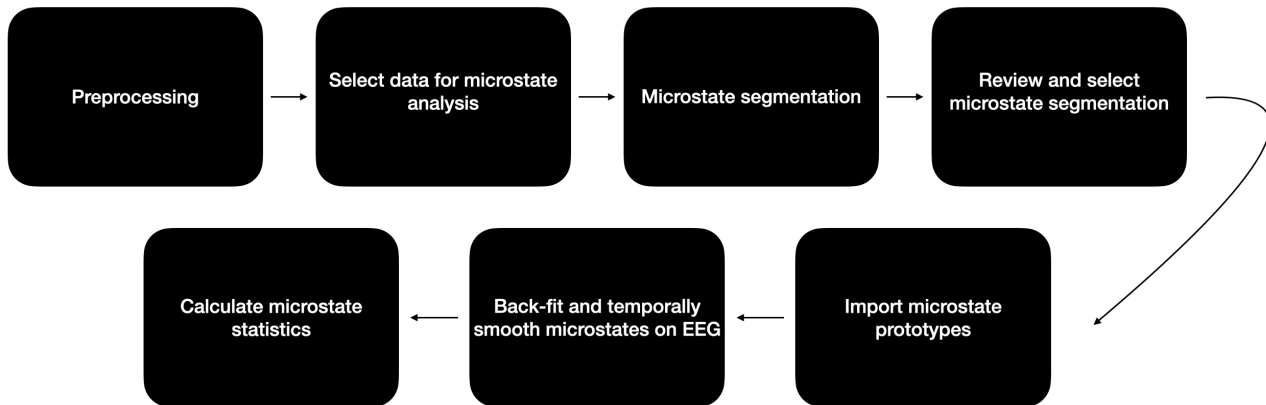 Preprocessing
Select data for microstate
analysis
Microstate segmentation
Review and select
microstate segmentation
Calculate microstate
statistics
Back-fit and temporally
smooth microstates on EEG
Import microstate
prototypes